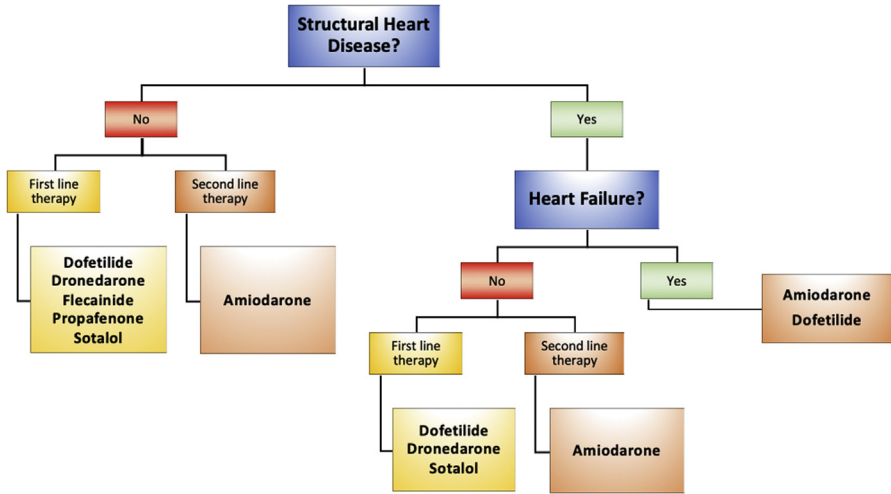 Structural Heart
Disease?
No
Yes
First line
therapy
Second line
therapy
Dofetilide
Dronedarone
Flecainide
Propafenone
Sotalol
Amiodarone
Heart Failure?
No
Yes
First line
therapy
Second line
therapy
Dofetilide
Dronedarone
Sotalol
Amiodarone
Amiodarone
Dofetilide